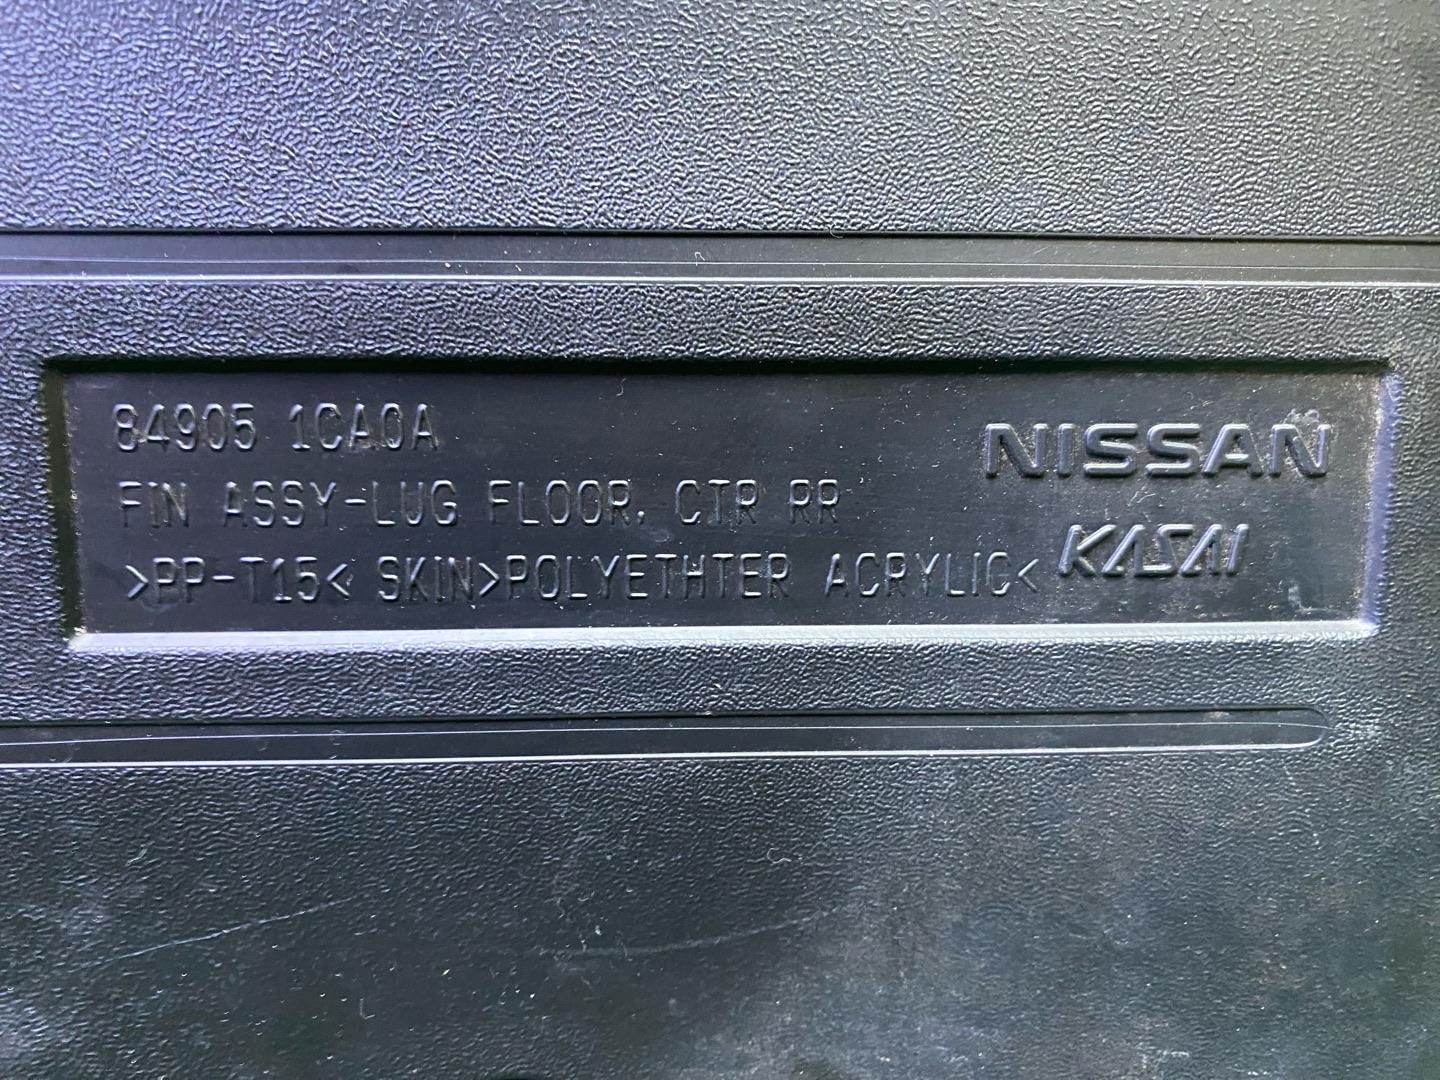 84905 1CA0A
NISSAN
FIN ASSY-LUG FLOOR, CTR RR
>PP-T15< SKIN>POLYETHTER ACRYLIC<
KASAI